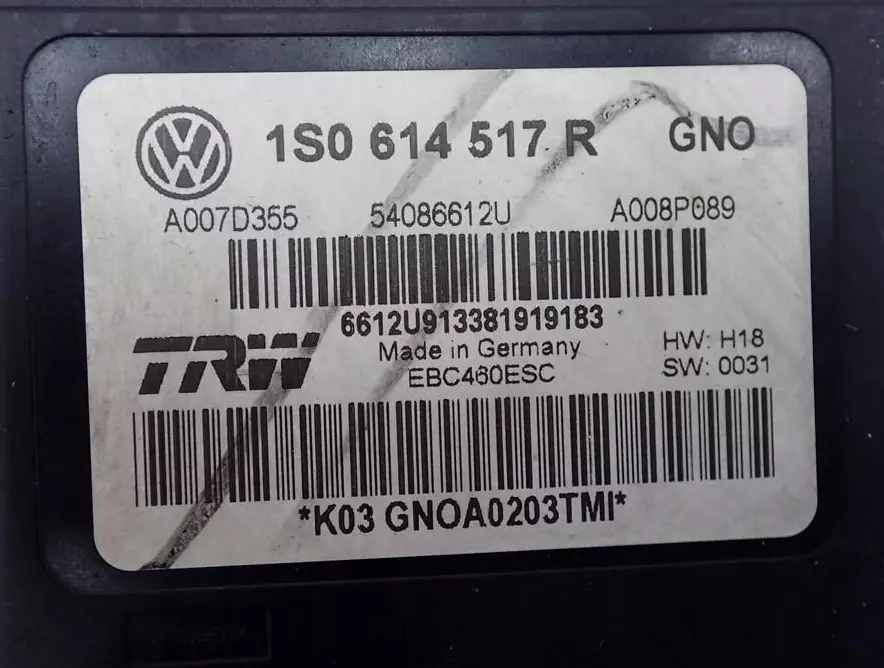 1S0 614 517 R GNO
A007D355 54086612U A008P089
6612U913381919183
TRW
Made in Germany
EBC460ESC
HW: H18
SW: 0031
*K03 GNOA0203TMI*